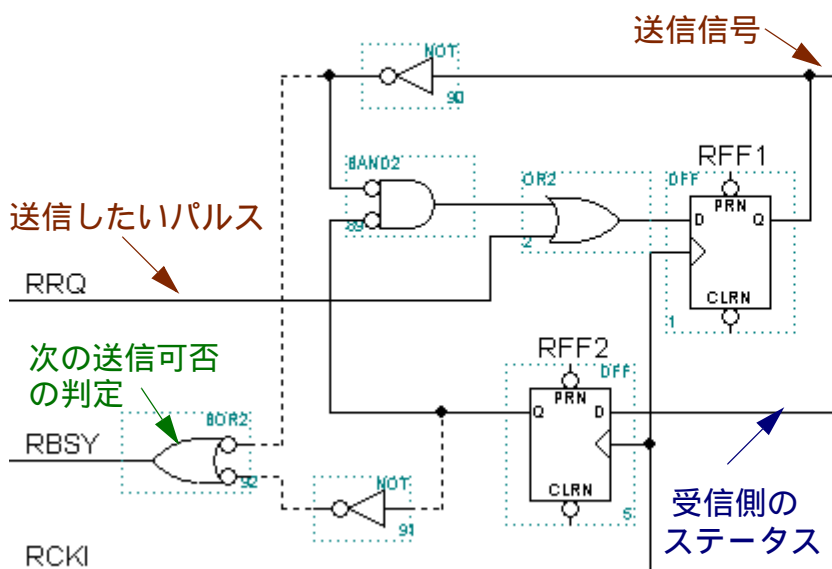 送信信号
NOT
90
BAND2
89
OR2
2
RFF1
DFF
PRN
D
Q
CLRN
1
送信したいパルス
RRQ
RFF2
DFF
PRN
Q
D
CLRN
5
次の送信可否
の判定
BOR2
92
RBSY
NOT
91
受信側の
ステータス
RCKI